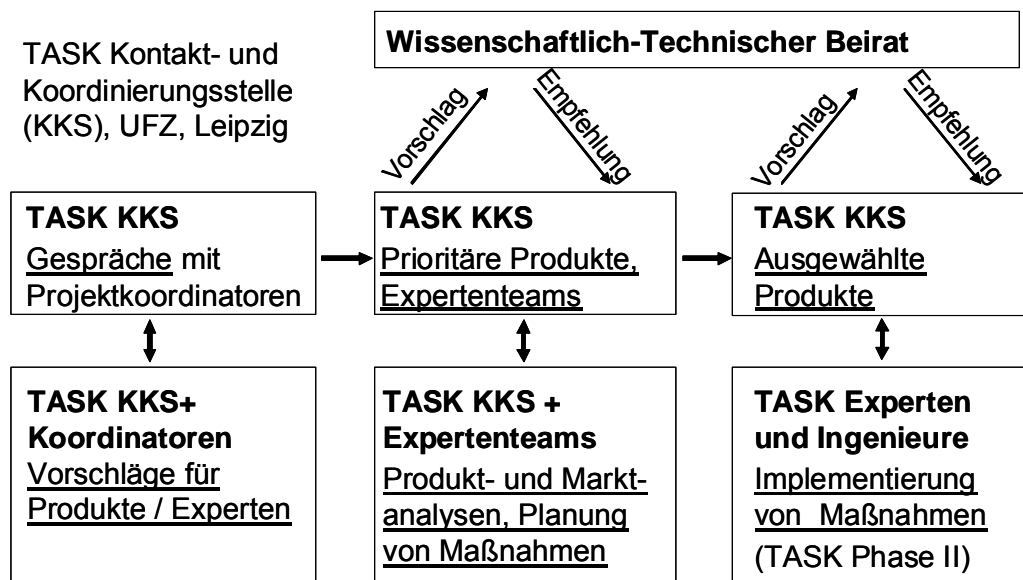 TASK Kontakt- und
Koordinierungsstelle
(KKS), UFZ, Leipzig
Wissenschaftlich-Technischer Beirat
Vorschlag
Empfehlung
Vorschlag
Empfehlung
TASK KKS
Gespräche mit
Projektkoordinatoren
TASK KKS
Prioritäre Produkte,
Expertenteams
TASK KKS
Ausgewählte
Produkte
TASK KKS+
Koordinatoren
Vorschläge für
Produkte / Experten
TASK KKS +
Expertenteams
Produkt- und Markt-
analysen, Planung
von Maßnahmen
TASK Experten
und Ingenieure
Implementierung
von Maßnahmen
(TASK Phase II)